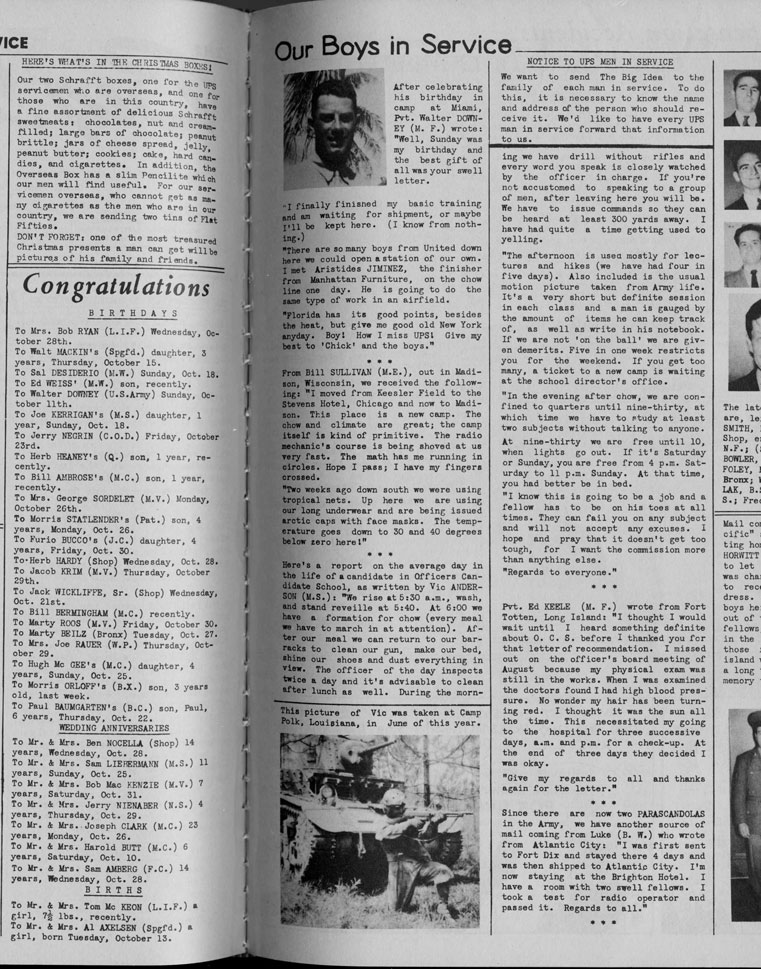 ICE
HERE'S WHAT'S IN THE CHRISTMAS BOXES!
Our two Schrafft boxes, one for the UPS
servicemen who are overseas, and one for
those who are in this country, have
a fine assortment of delicious Schrafft
sweetmeats: chocolates, nut and cream-
filled; large bars of chocolate; peanut
brittle; jars of cheese spread, jelly,
peanut butter; cookies; cake, hard can-
dies, and cigarettes. In addition, the
Overseas Box has a slim Pencilite which
our men will find useful. For our ser-
vicemen overseas, who cannot get as ma-
ny cigarettes as the men who are in our
country, we are sending two tins of Flat
Fifties.
DON'T FORGET: one of the most treasured
Christmas presents a man can get will be
pictures of his family and friends.
Congratulations
BIRTHDAYS
To Mrs. Bob RYAN (L.I.F.) Wednesday, Oc-
tober 28th.
To Walt MACKIN's (Spgfd.) daughter, 3
years, Thursday, October 15.
To Sal DESIDERIO (N.W.) Sunday, Oct. 18.
To Ed WEISS' (M.W.) son, recently.
To Walter DOWNEY (U.S.Army) Sunday, Oc-
tober 11th.
To Joe KERRIGAN's (M.S.) daughter, 1
year, Sunday, Oct. 18.
To Jerry NEGRIN (C.O.D.) Friday, October
23rd.
To Herb HEANEY's (Q.) son, 1 year, re-
cently.
To Bill AMBROSE's (M.C.) son, 1 year,
recently.
To Mrs. George SORDELET (M.V.) Monday,
October 26th.
To Morris STATLENDER's (Pat.) son, 4
years, Monday, Oct. 26.
To Furio BUCCO's (J.C.) daughter, 4
years, Friday, Oct. 30.
To Herb HARDY (Shop) Wednesday, Oct. 28.
To Jacob KRIM (M.V.) Thursday, October
29th.
To Jack WICKLIFFE, Sr. (Shop) Wednesday,
Oct. 21st.
To Bill BERMINGHAM (M.C.) recently.
To Marty ROOS (M.V.) Friday, October 30.
To Marty BEILZ (Bronx) Tuesday, Oct. 27.
To Mrs. Joe RAUER (W.P.) Thursday, Oct-
ober 29.
To Hugh Mc GEE's (M.C.) daughter, 4
years, Sunday, Oct. 25.
To Morris ORLOFF's (B.X.) son, 3 years
old, last week.
To Paul BAUMGARTEN's (B.C.) son, Paul,
6 years, Thursday, Oct. 22.
WEDDING ANNIVERSARIES
To Mr. & Mrs. Ben NOCELLA (Shop) 14
years, Wednesday, Oct. 28.
To Mr. & Mrs. Sam LIEBERMANN (M.S.) 11
years, Sunday, Oct. 25.
To Mr. & Mrs. Bob Mac KENZIE (M.V.) 7
years, Saturday, Oct. 31.
To Mr. & Mrs. Jerry NIENABER (N.S.) 4
years, Thursday, Oct. 29.
To Mr. & Mrs. Joseph CLARK (M.C.) 23
years, Monday, Oct. 26.
To Mr. & Mrs. Harold BUTT (M.C.) 6
years, Saturday, Oct. 10.
To Mr. & Mrs. Sam AMBERG (F.C.) 14
years, Wednesday, Oct. 28.
BIRTHS
To Mr. & Mrs. Tom Mc KEON (L.I.F.) a
girl, 7½ lbs., recently.
To Mr. & Mrs. Al AXELSEN (Spgfd.) a
girl, born Tuesday, October 13.
Our Boys in Service
After celebrating
his birthday in
camp at Miami,
Pvt. Walter DOWN-
EY (M. F.) wrote:
"Well, Sunday was
my birthday and
the best gift of
all was your swell
letter.
"I finally finisned my basic training
and am waiting for shipment, or maybe
I'll be kept here. (I know from noth-
ing.)
"There are so many boys from United down
here we could open a station of our own.
I met Aristides JIMINEZ, the finisher
from Manhattan Furniture, on the chow
line one day. He is going to do the
same type of work in an airfield.
"Florida has its good points, besides
the heat, but give me good old New York
anyday. Boy! How I miss UPS! Give my
best to 'Chick' and the boys."
* * *
From Bill SULLIVAN (M.E.), out in Madi-
son, Wisconsin, we received the follow-
ing: "I moved from Keesler Field to the
Stevens Hotel, Chicago and now to Madi-
son. This place is a new camp. The
chow and climate are great; the camp
itself is kind of primitive. The radio
mechanic's course is being shoved at us
very fast. The math has me running in
circles. Hope I pass; I have my fingers
crossed.
"Two weeks ago down south we were using
tropical nets. Up here we are using
our long underwear and are being issued
arctic caps with face masks. The temp-
erature goes down to 30 and 40 degrees
below zero here!"
* * *
Here's a report on the average day in
the life of a candidate in Officers Can-
didate School, as written by Vic ANDER-
SON (M.S.): "We rise at 5:30 a.m., wash,
and stand reveille at 5:40. At 6:00 we
have a formation for chow (every meal
we have to march in at attention). Af-
ter our meal we can return to our bar-
racks to clean our gun, make our bed,
shine our shoes and dust everything in
view. The officer of the day inspects
twice a day and it's advisable to clean
after lunch as well. During the morn-
This picture of Vic was taken at Camp
Polk, Louisiana, in June of this year.
NOTICE TO UPS MEN IN SERVICE
We want to send The Big Idea to the
family of each man in service. To do
this, it is necessary to know the name
and address of the person who should re-
ceive it. We'd like to have every UPS
man in service forward that information
to us.
ing we have drill without rifles and
every word you speak is closely watched
by the officer in charge. If you're
not accustomed to speaking to a group
of men, after leaving here you will be.
We have to issue commands so they can
be heard at least 300 yards away. I
have had quite a time getting used to
yelling.
"The afternoon is used mostly for lec-
tures and hikes (we have had four in
five days). Also included is the usual
motion picture taken from Army life.
It's a very short but definite session
in each class and a man is gauged by
the amount of items he can keep track
of, as well as write in his notebook.
If we are not 'on the ball' we are giv-
en demerits. Five in one week restricts
you for the weekend. If you get too
many, a ticket to a new camp is waiting
at the school director's office.
"In the evening after chow, we are con-
fined to quarters until nine-thirty, at
which time we have to study at least
two subjects without talking to anyone.
At nine-thirty we are free until 10,
when lights go out. If it's Saturday
or Sunday, you are free from 4 p.m. Sat-
urday to 11 p.m. Sunday. At that time,
you had better be in bed.
"I know this is going to be a job and a
fellow has to be on his toes at all
times. They can fail you on any subject
and will not accept any excuses. I
hope and pray that it doesn't get too
tough, for I want the commission more
than anything else.
"Regards to everyone."
* * *
Pvt. Ed KEELE (M. F.) wrote from Fort
Totten, Long Island: "I thought I would
wait until I heard something definite
about O. C. S. before I thanked you for
that letter of recommendation. I missed
out on the officer's board meeting of
August because my physical exam was
still in the works. When I was examined
the doctors found I had high blood pres-
sure. No wonder my hair has been turn-
ing red. I thought it was the sun all
the time. This necessitated my going
to the hospital for three successive
days, a.m. and p.m. for a check-up. At
the end of three days they decided I
was okay.
"Give my regards to all and thanks
again for the letter."
* * *
Since there are now two PARASCANDOLAS
in the Army, we have another source of
mail coming from Luke (B. W.) who wrote
from Atlantic City: "I was first sent
to Fort Dix and stayed there 4 days and
was then shipped to Atlantic City. I'm
now staying at the Brighton Hotel. I
have a room with two swell fellows. I
took a test for radio operator and
passed it. Regards to all."
* * *
The lat
are, le
SMITH,
Shop, e
N.F.; (
BOWLER,
FOLEY,
Bronx; W
LAK, B.
S.; Fred
Mail co
cific"
ting ho
HORWITT
to let
was cha
to rece
dress.
boys he
out of
fellows
in the
those
island w
a long
memory